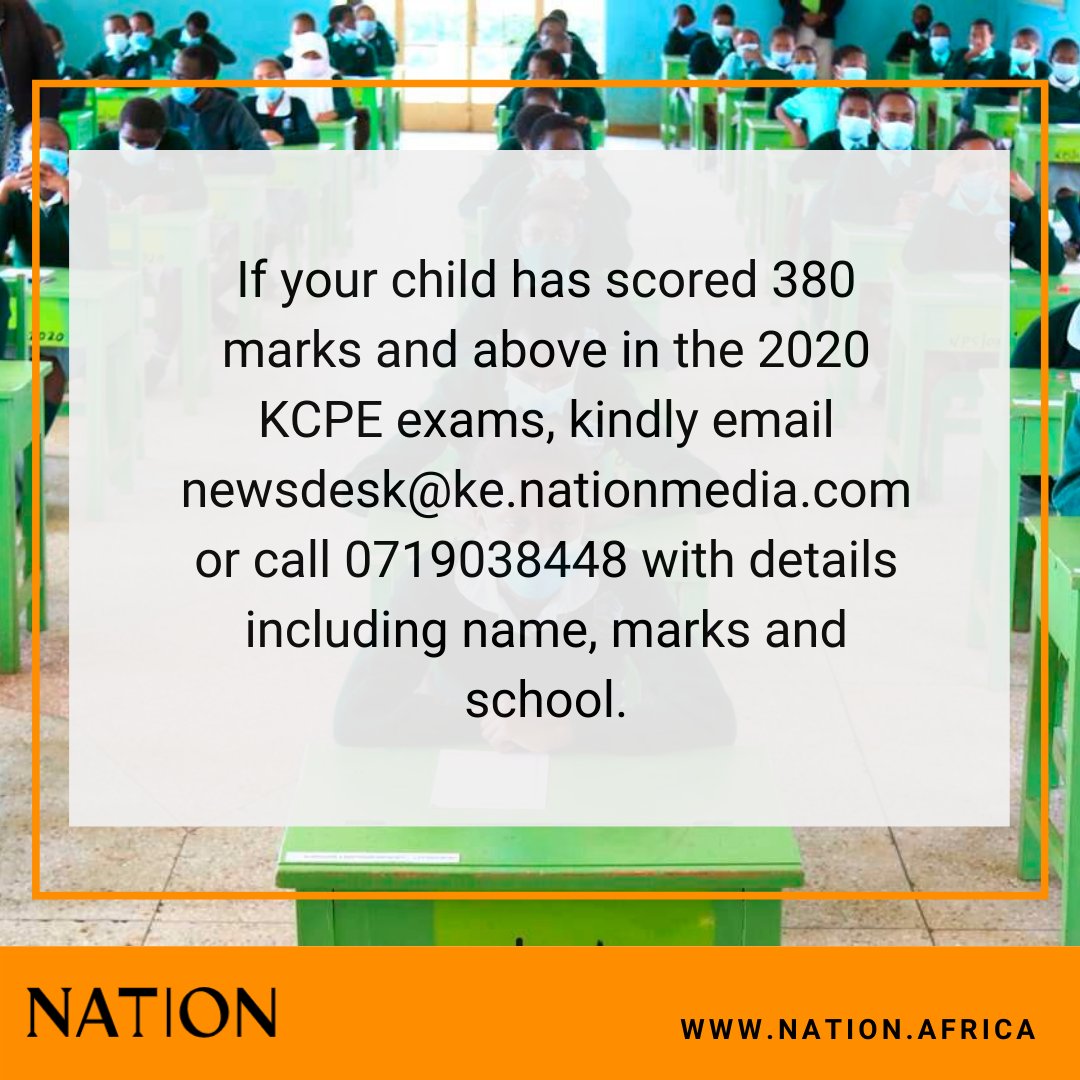 If your child has scored 380
marks and above in the 2020
KCPE exams, kindly email
newsdesk@ke.nationmedia.com
or call 0719038448 with details
including name, marks and
school.
2020
NATION
WWW.NATION.AFRICA